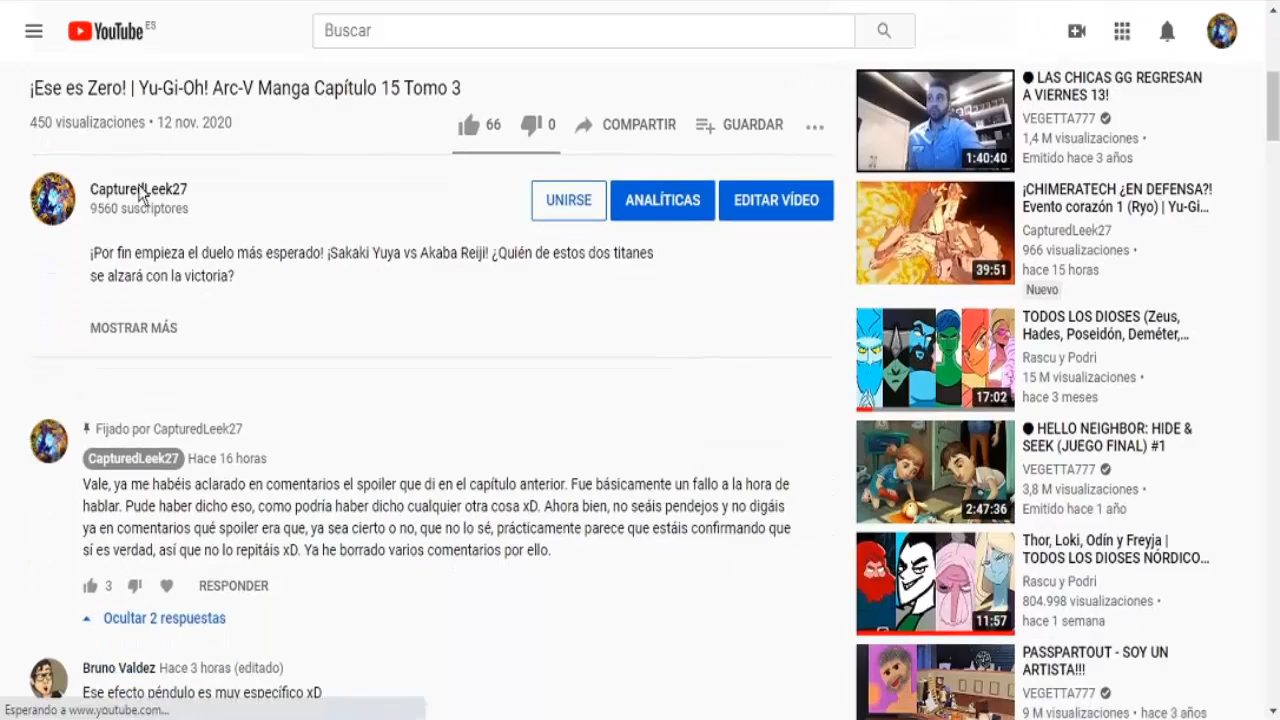 YouTube ES
Buscar
¡Ese es Zero! | Yu-Gi-Oh! Arc-V Manga Capítulo 15 Tomo 3
450 visualizaciones • 12 nov. 2020
66
0
COMPARTIR
GUARDAR
CapturedLeek27
9560 suscriptores
UNIRSE
ANALÍTICAS
EDITAR VÍDEO
¡Por fin empieza el duelo más esperado! ¡Sakaki Yuya vs Akaba Reiji! ¿Quién de estos dos titanes
se alzará con la victoria?
MOSTRAR MÁS
Fijado por CapturedLeek27
CapturedLeek27 Hace 16 horas
Vale, ya me habéis aclarado en comentarios el spoiler que di en el capítulo anterior. Fue básicamente un fallo a la hora de
hablar. Pude haber dicho eso, como podría haber dicho cualquier otra cosa xD. Ahora bien, no seáis pendejos y no digáis
ya en comentarios qué spoiler era que, ya sea cierto o no, que no lo sé, prácticamente parece que estáis confirmando que
sí es verdad, así que no lo repitáis xD. Ya he borrado varios comentarios por ello.
3
RESPONDER
Ocultar 2 respuestas
Bruno Valdez Hace 3 horas (editado)
Ese efecto péndulo es muy específico xD
Esperando a www.youtube.com...
1:40:40
LAS CHICAS GG REGRESAN
A VIERNES 13!
VEGETTA777
1,4 M visualizaciones •
Emitido hace 3 años
39:51
¡CHIMERATECH ¿EN DEFENSA?!
Evento corazón 1 (Ryo) | Yu-Gi...
CapturedLeek27
966 visualizaciones •
hace 15 horas
Nuevo
17:02
TODOS LOS DIOSES (Zeus,
Hades, Poseidón, Deméter,...
Rascu y Podri
15 M visualizaciones •
hace 3 meses
2:47:36
HELLO NEIGHBOR: HIDE &
SEEK (JUEGO FINAL) #1
VEGETTA777
3,8 M visualizaciones •
Emitido hace 1 año
11:57
Thor, Loki, Odín y Freyja |
TODOS LOS DIOSES NÓRDICO...
Rascu y Podri
804.998 visualizaciones •
hace 1 semana
PASSPARTOUT - SOY UN
ARTISTA!!!
VEGETTA777
9 M visualizaciones • hace 3 años